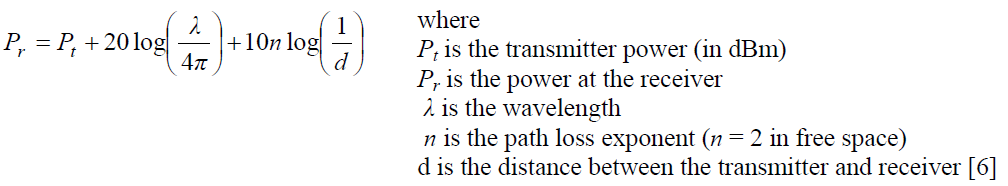 P_r = P_t + 20 log(λ / 4π) + 10n log(1 / d)
where
P_t is the transmitter power (in dBm)
P_r is the power at the receiver
λ is the wavelength
n is the path loss exponent (n = 2 in free space)
d is the distance between the transmitter and receiver [6]